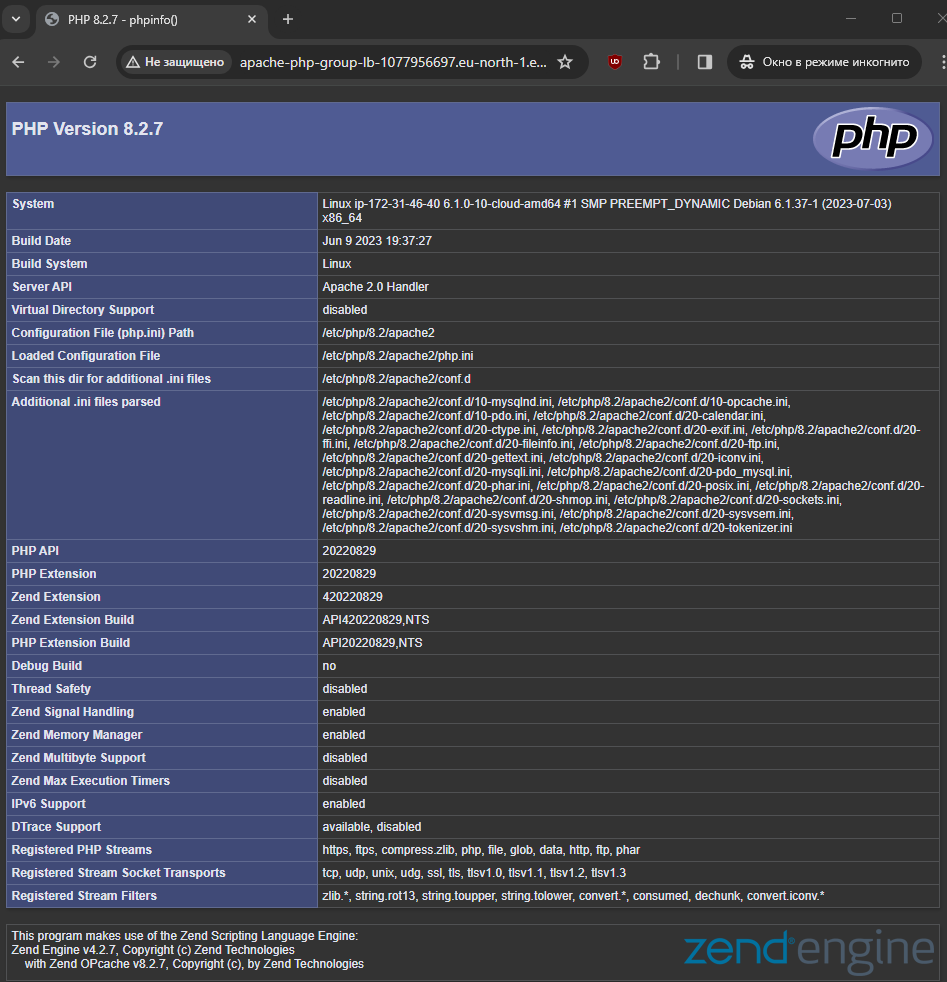 PHP 8.2.7 - phpinfo()
Не защищено
apache-php-group-lb-1077956697.eu-north-1.e...
UD
Окно в режиме инкогнито
PHP Version 8.2.7
php
System
Linux ip-172-31-46-40 6.1.0-10-cloud-amd64 #1 SMP PREEMPT_DYNAMIC Debian 6.1.37-1 (2023-07-03)
x86_64
Build Date
Jun 9 2023 19:37:27
Build System
Linux
Server API
Apache 2.0 Handler
Virtual Directory Support
disabled
Configuration File (php.ini) Path
/etc/php/8.2/apache2
Loaded Configuration File
/etc/php/8.2/apache2/php.ini
Scan this dir for additional .ini files
/etc/php/8.2/apache2/conf.d
Additional .ini files parsed
/etc/php/8.2/apache2/conf.d/10-mysqlnd.ini, /etc/php/8.2/apache2/conf.d/10-opcache.ini,
/etc/php/8.2/apache2/conf.d/10-pdo.ini, /etc/php/8.2/apache2/conf.d/20-calendar.ini,
/etc/php/8.2/apache2/conf.d/20-ctype.ini, /etc/php/8.2/apache2/conf.d/20-exif.ini, /etc/php/8.2/apache2/conf.d/20-
ffi.ini, /etc/php/8.2/apache2/conf.d/20-fileinfo.ini, /etc/php/8.2/apache2/conf.d/20-ftp.ini,
/etc/php/8.2/apache2/conf.d/20-gettext.ini, /etc/php/8.2/apache2/conf.d/20-iconv.ini,
/etc/php/8.2/apache2/conf.d/20-mysqli.ini, /etc/php/8.2/apache2/conf.d/20-pdo_mysql.ini,
/etc/php/8.2/apache2/conf.d/20-phar.ini, /etc/php/8.2/apache2/conf.d/20-posix.ini, /etc/php/8.2/apache2/conf.d/20-
readline.ini, /etc/php/8.2/apache2/conf.d/20-shmop.ini, /etc/php/8.2/apache2/conf.d/20-sockets.ini,
/etc/php/8.2/apache2/conf.d/20-sysvmsg.ini, /etc/php/8.2/apache2/conf.d/20-sysvsem.ini,
/etc/php/8.2/apache2/conf.d/20-sysvshm.ini, /etc/php/8.2/apache2/conf.d/20-tokenizer.ini
PHP API
20220829
PHP Extension
20220829
Zend Extension
420220829
Zend Extension Build
API420220829,NTS
PHP Extension Build
API20220829,NTS
Debug Build
no
Thread Safety
disabled
Zend Signal Handling
enabled
Zend Memory Manager
enabled
Zend Multibyte Support
disabled
Zend Max Execution Timers
disabled
IPv6 Support
enabled
DTrace Support
available, disabled
Registered PHP Streams
https, ftps, compress.zlib, php, file, glob, data, http, ftp, phar
Registered Stream Socket Transports
tcp, udp, unix, udg, ssl, tls, tlsv1.0, tlsv1.1, tlsv1.2, tlsv1.3
Registered Stream Filters
zlib.*, string.rot13, string.toupper, string.tolower, convert.*, consumed, dechunk, convert.iconv.*
This program makes use of the Zend Scripting Language Engine:
Zend Engine v4.2.7, Copyright (c) Zend Technologies
with Zend OPcache v8.2.7, Copyright (c), by Zend Technologies
zend engine